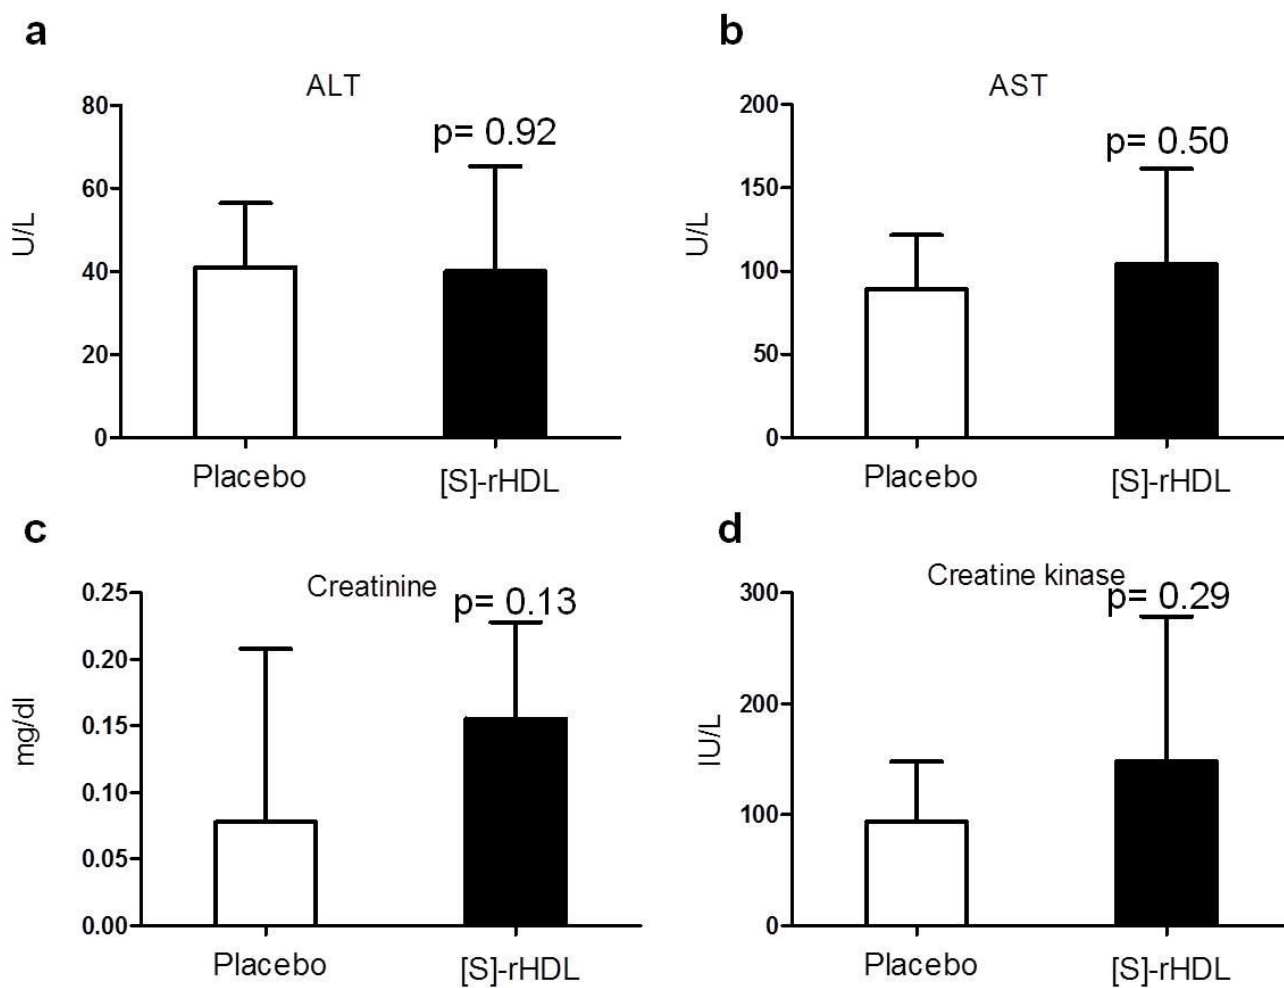 a
ALT
80
60
40
20
0
U/L
p= 0.92
Placebo
[S]-rHDL
b
AST
200
150
100
50
0
U/L
p= 0.50
Placebo
[S]-rHDL
c
Creatinine
0.25
0.20
0.15
0.10
0.05
0.00
mg/dl
p= 0.13
Placebo
[S]-rHDL
d
Creatine kinase
300
200
100
0
IU/L
p= 0.29
Placebo
[S]-rHDL